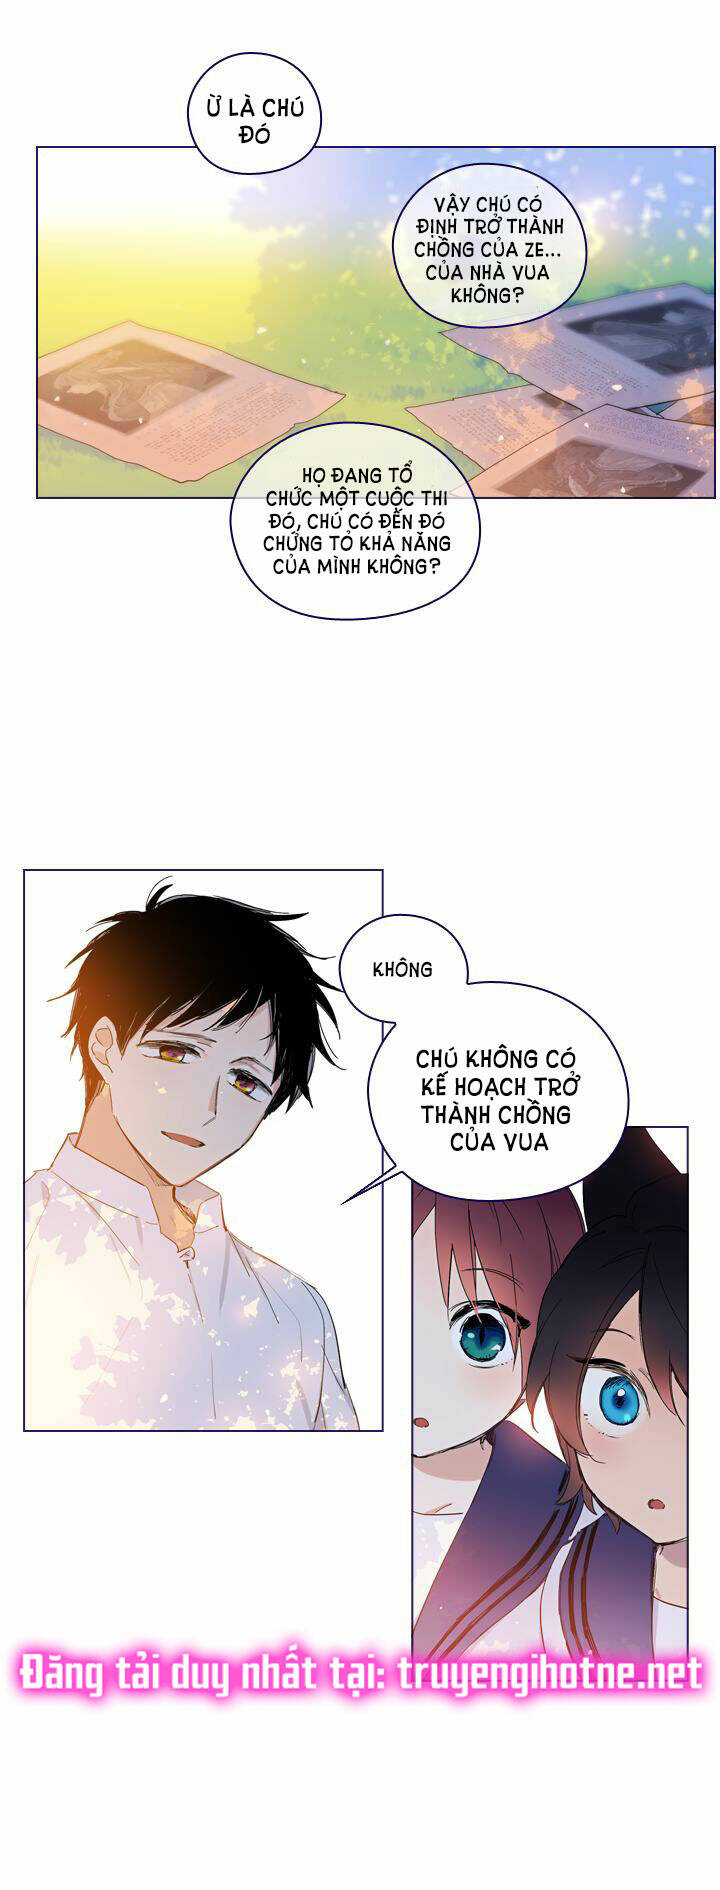 Ừ LÀ CHÚ
ĐÓ
VẬY CHÚ CÓ
ĐỊNH TRỞ THÀNH
CHỒNG CỦA ZE...
CỦA NHÀ VUA
KHÔNG?
HỌ ĐANG TỔ
CHỨC MỘT CUỘC THI
ĐÓ, CHÚ CÓ ĐẾN ĐÓ
CHỨNG TỎ KHẢ NĂNG
CỦA MÌNH KHÔNG?
KHÔNG
CHÚ KHÔNG CÓ
KẾ HOẠCH TRỞ
THÀNH CHỒNG
CỦA VUA
Đăng tải duy nhất tại: truyengihotne.net